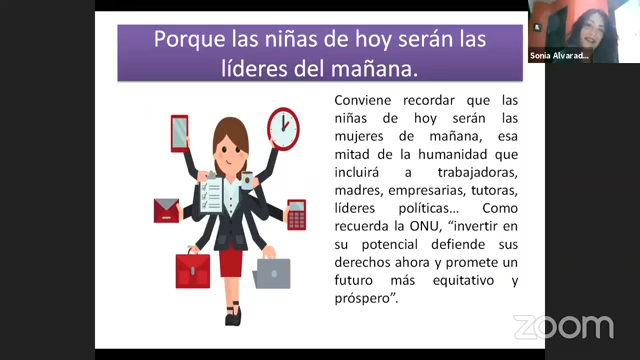 Porque las niñas de hoy serán las
líderes del mañana.
Sonia Alvarad...
Conviene recordar que las
niñas de hoy serán las
mujeres de mañana, esa
mitad de la humanidad que
incluirá a trabajadoras,
madres, empresarias, tutoras,
líderes políticas... Como
recuerda la ONU, “invertir en
su potencial defiende sus
derechos ahora y promete un
futuro más equitativo y
próspero”.
zoom